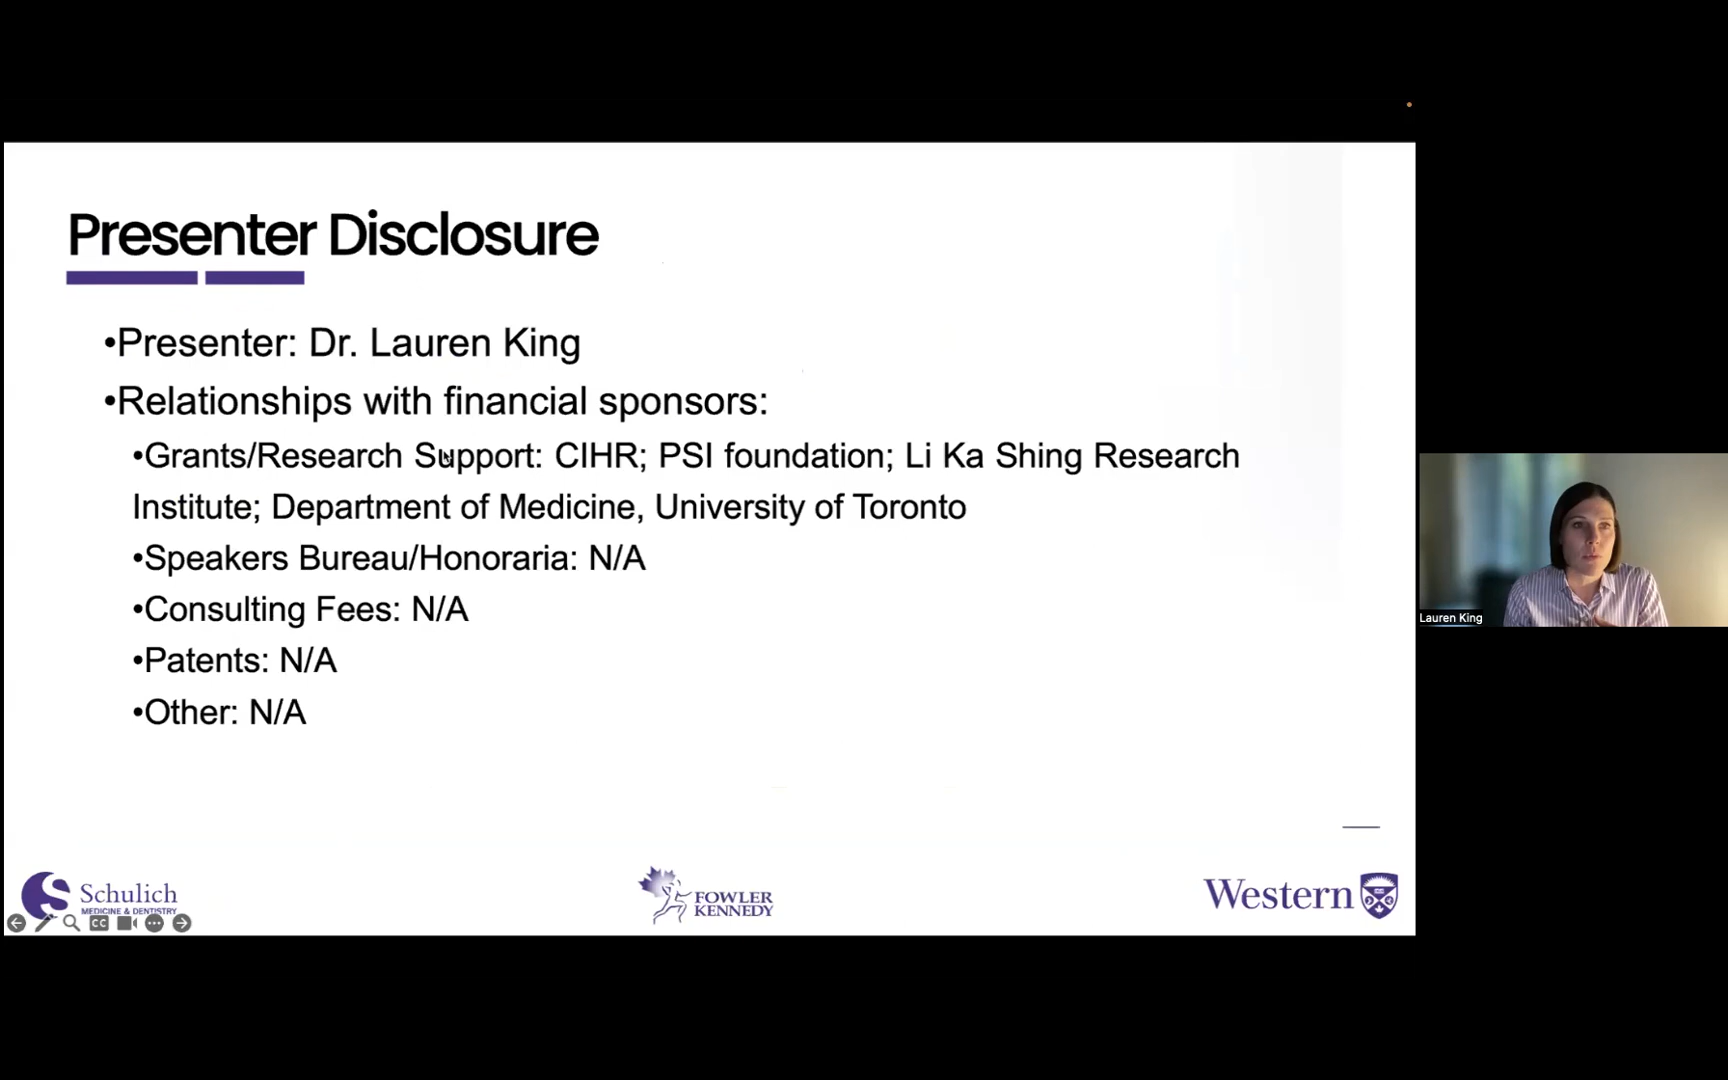 Presenter Disclosure
•Presenter: Dr. Lauren King
•Relationships with financial sponsors:
•Grants/Research Support: CIHR; PSI foundation; Li Ka Shing Research
Institute; Department of Medicine, University of Toronto
•Speakers Bureau/Honoraria: N/A
•Consulting Fees: N/A
•Patents: N/A
•Other: N/A
Lauren King
Schulich
MEDICINE & DENTISTRY
CC
FOWLER
KENNEDY
Western